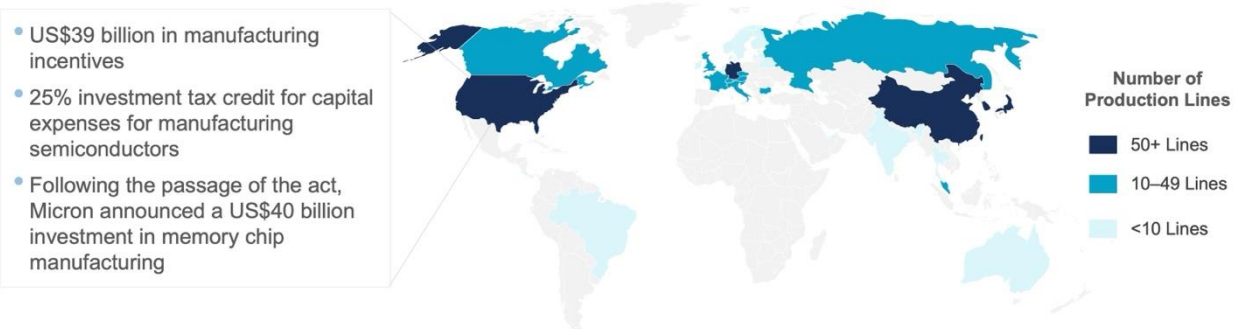 • US$39 billion in manufacturing
incentives
• 25% investment tax credit for capital
expenses for manufacturing
semiconductors
• Following the passage of the act,
Micron announced a US$40 billion
investment in memory chip
manufacturing
Number of
Production Lines
50+ Lines
10–49 Lines
<10 Lines